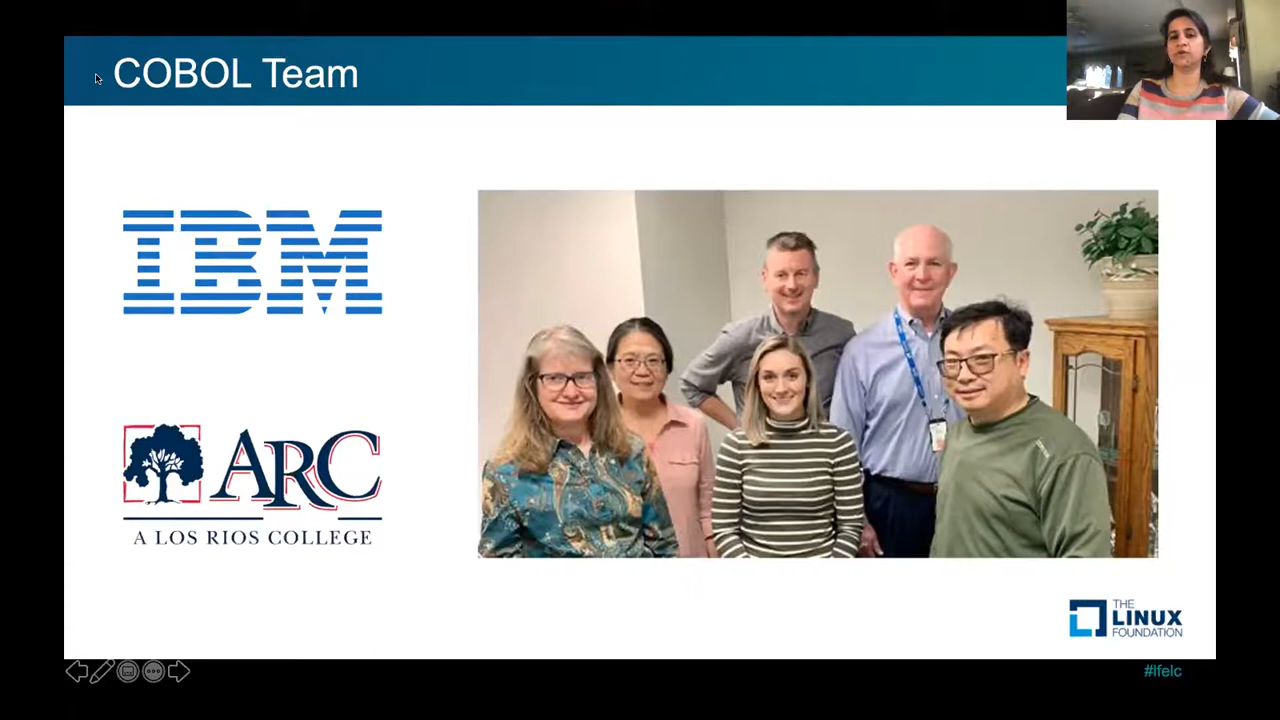 COBOL Team
IBM
ARC
A LOS RIOS COLLEGE
THE
LINUX
FOUNDATION
#lfelc